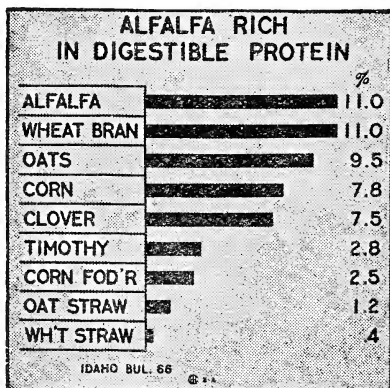 ALFALFA RICH
IN DIGESTIBLE PROTEIN
%
ALFALFA 11.0
WHEAT BRAN 11.0
OATS 9.5
CORN 7.8
CLOVER 7.5
TIMOTHY 2.8
CORN FOD'R 2.5
OAT STRAW 1.2
WH'T STRAW .4
IDAHO BUL. 66